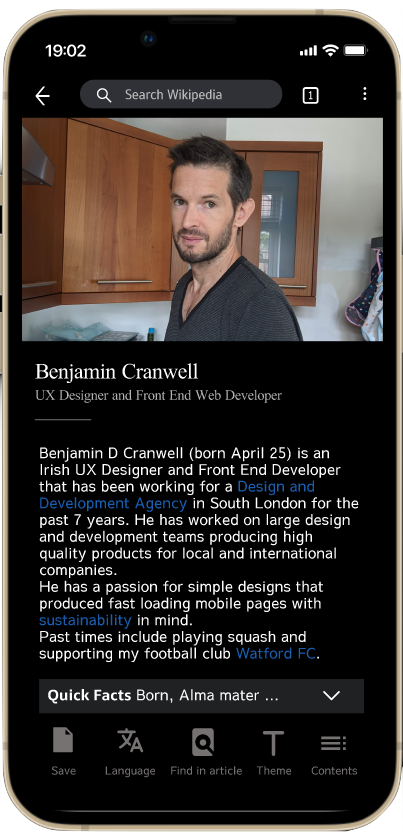 19:02
Search Wikipedia
1
Benjamin Cranwell
UX Designer and Front End Web Developer
Benjamin D Cranwell (born April 25) is an
Irish UX Designer and Front End Developer
that has been working for a Design and
Development Agency in South London for the
past 7 years. He has worked on large design
and development teams producing high
quality products for local and international
companies.
He has a passion for simple designs that
produced fast loading mobile pages with
sustainability in mind.
Past times include playing squash and
supporting my football club Watford FC.
Quick Facts Born, Alma mater ...
Save Language Find in article Theme Contents